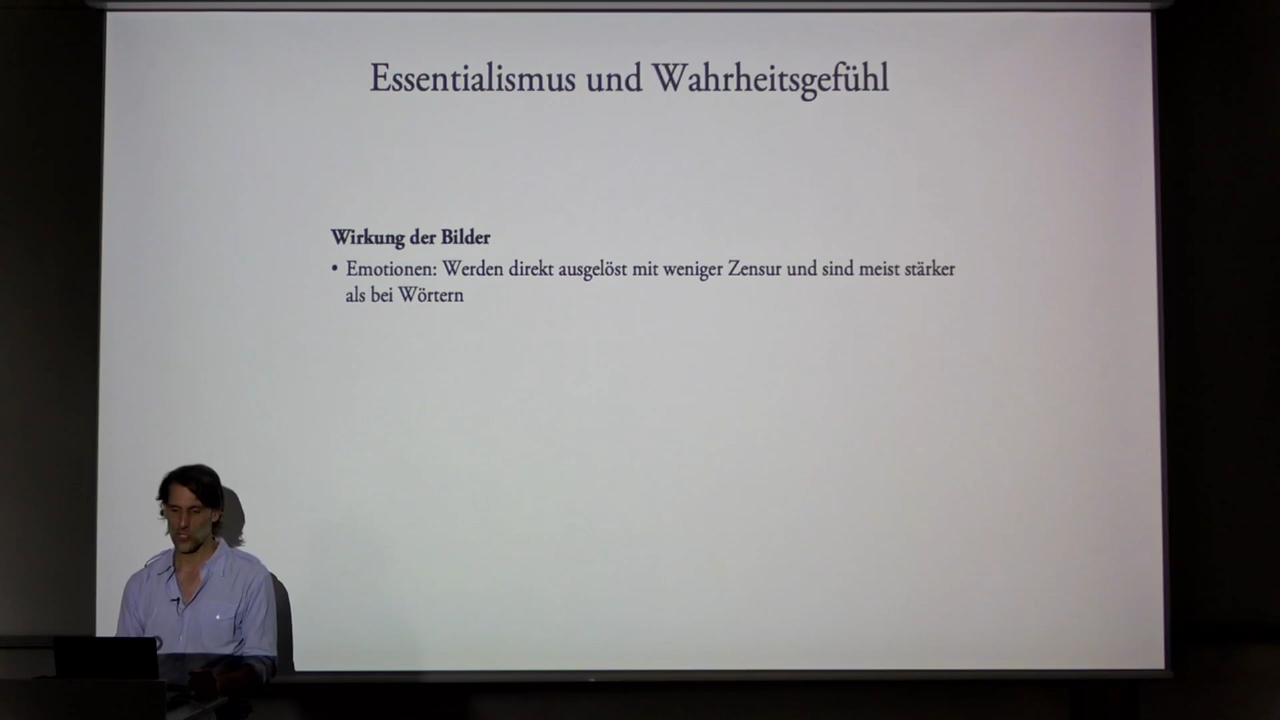 Essentialismus und Wahrheitsgefühl
Wirkung der Bilder
• Emotionen: Werden direkt ausgelöst mit weniger Zensur und sind meist stärker
als bei Wörtern